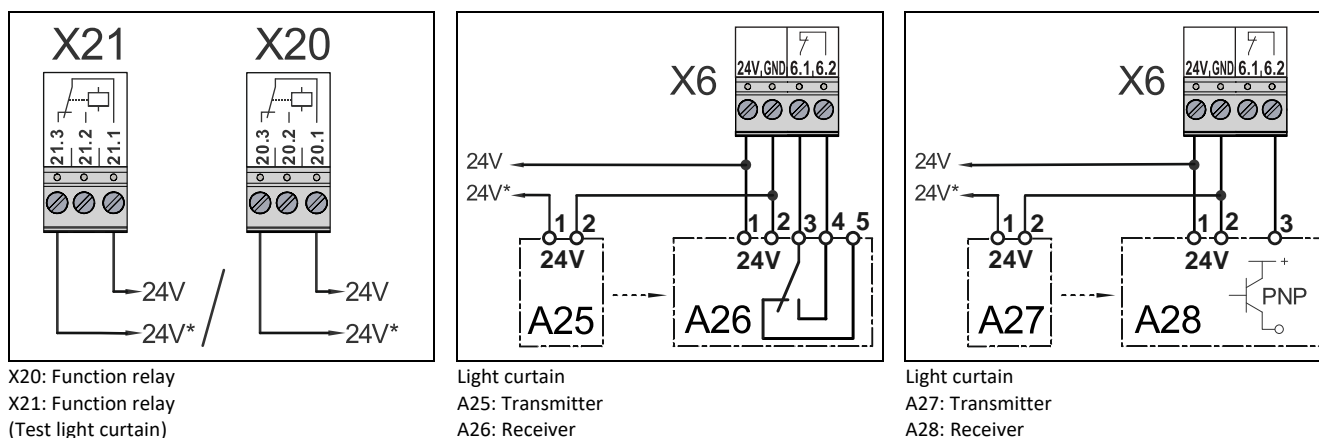 X21
X20
21.3
21.2
21.1
20.3
20.2
20.1
24V
24V*
24V
24V*
X20: Function relay
X21: Function relay
(Test light curtain)
X6
24V, GND 6.1, 6.2
24V
24V*
1 2
1 2 3 4 5
24V
24V
A25
A26
Light curtain
A25: Transmitter
A26: Receiver
X6
24V, GND 6.1, 6.2
24V
24V*
1 2
1 2 3
24V
24V
+
PNP
A27
A28
Light curtain
A27: Transmitter
A28: Receiver